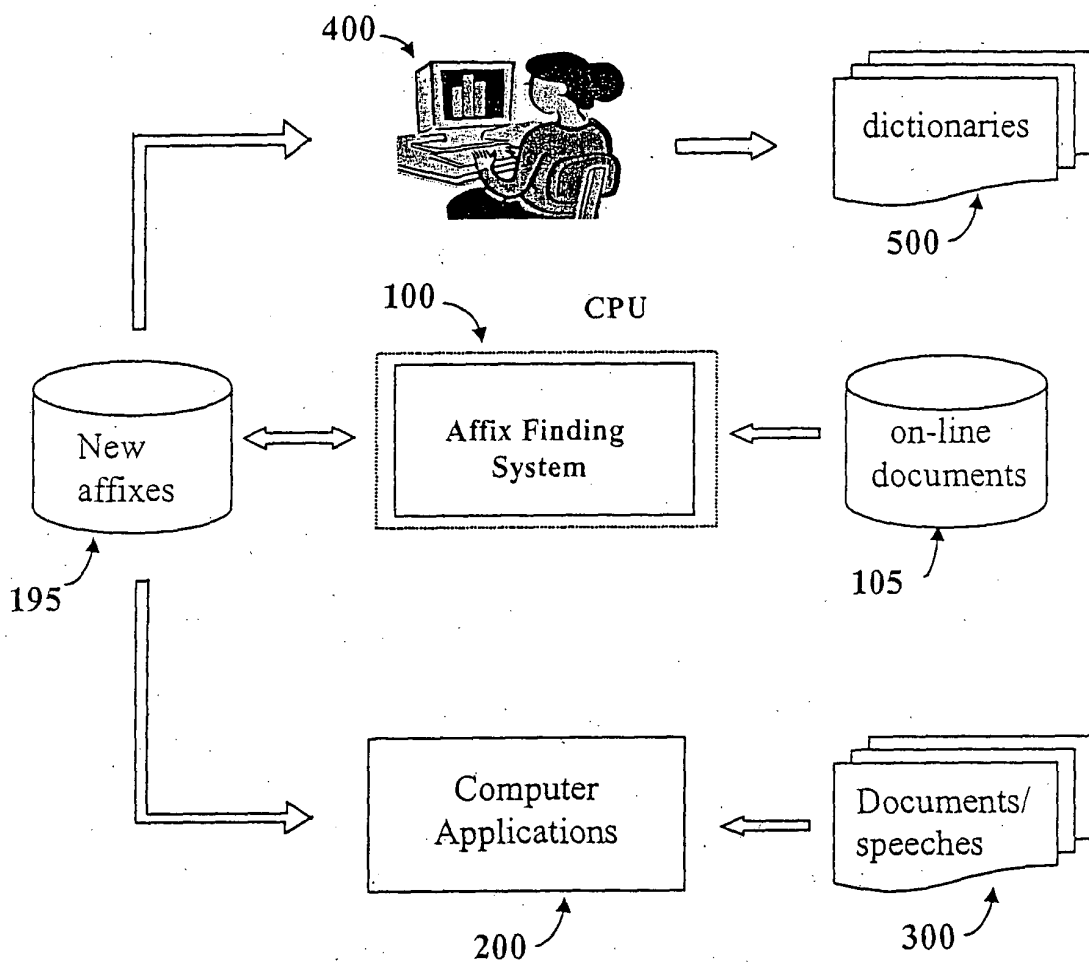 400
dictionaries
500
100
CPU
New
affixes
Affix Finding
System
on-line
documents
195
105
Computer
Applications
Documents/
speeches
200
300